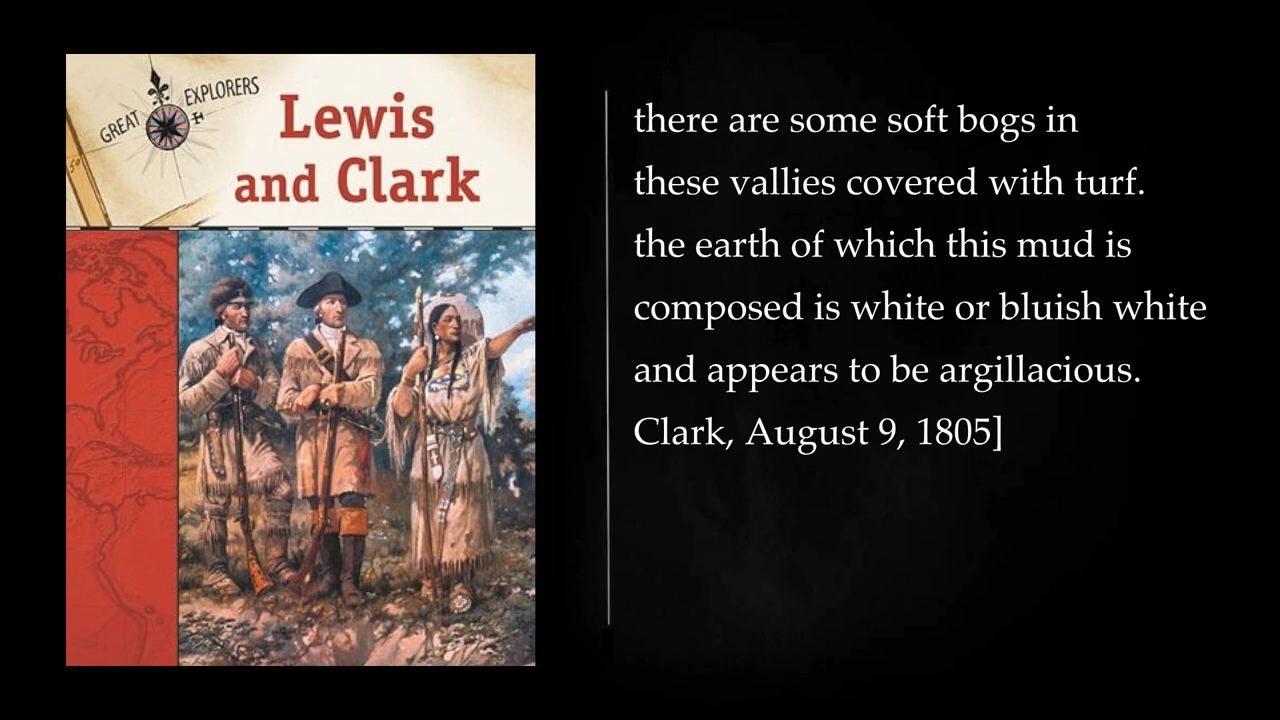 GREAT EXPLORERS
Lewis
and Clark
50
there are some soft bogs in
these vallies covered with turf.
the earth of which this mud is
composed is white or bluish white
and appears to be argillacious.
Clark, August 9, 1805]